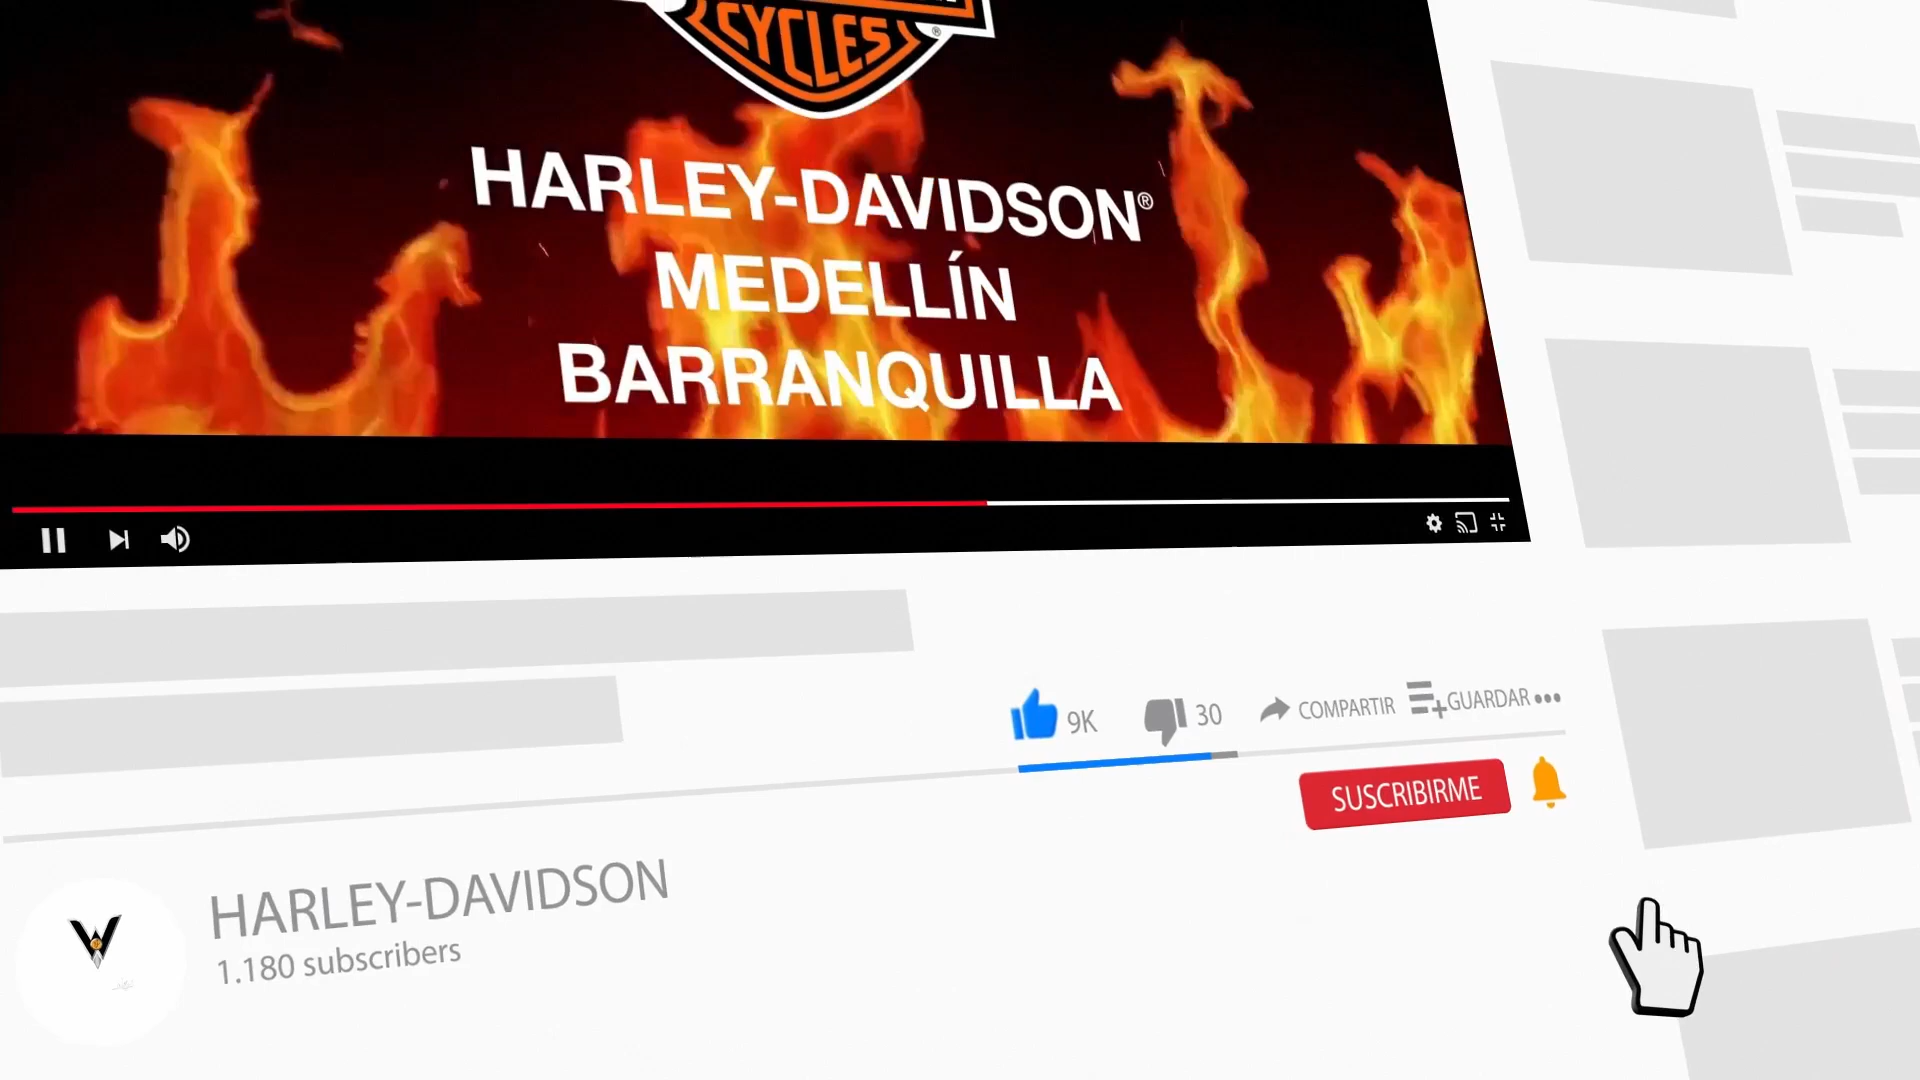 CYCLES®
HARLEY-DAVIDSON®
MEDELLÍN
BARRANQUILLA
9K
30
COMPARTIR
GUARDAR
SUSCRIBIRME
HARLEY-DAVIDSON
1.180 subscribers